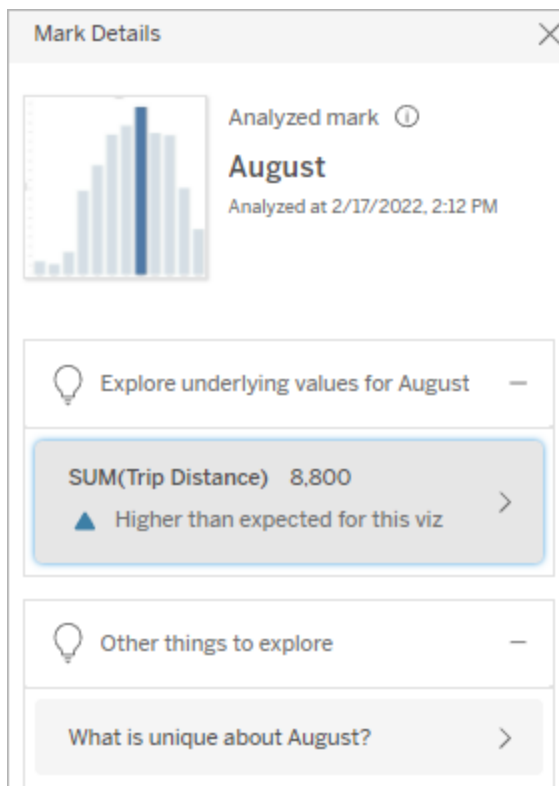 Mark Details
Analyzed mark
August
Analyzed at 2/17/2022, 2:12 PM
Explore underlying values for August
SUM(Trip Distance) 8,800
Higher than expected for this viz
Other things to explore
What is unique about August?